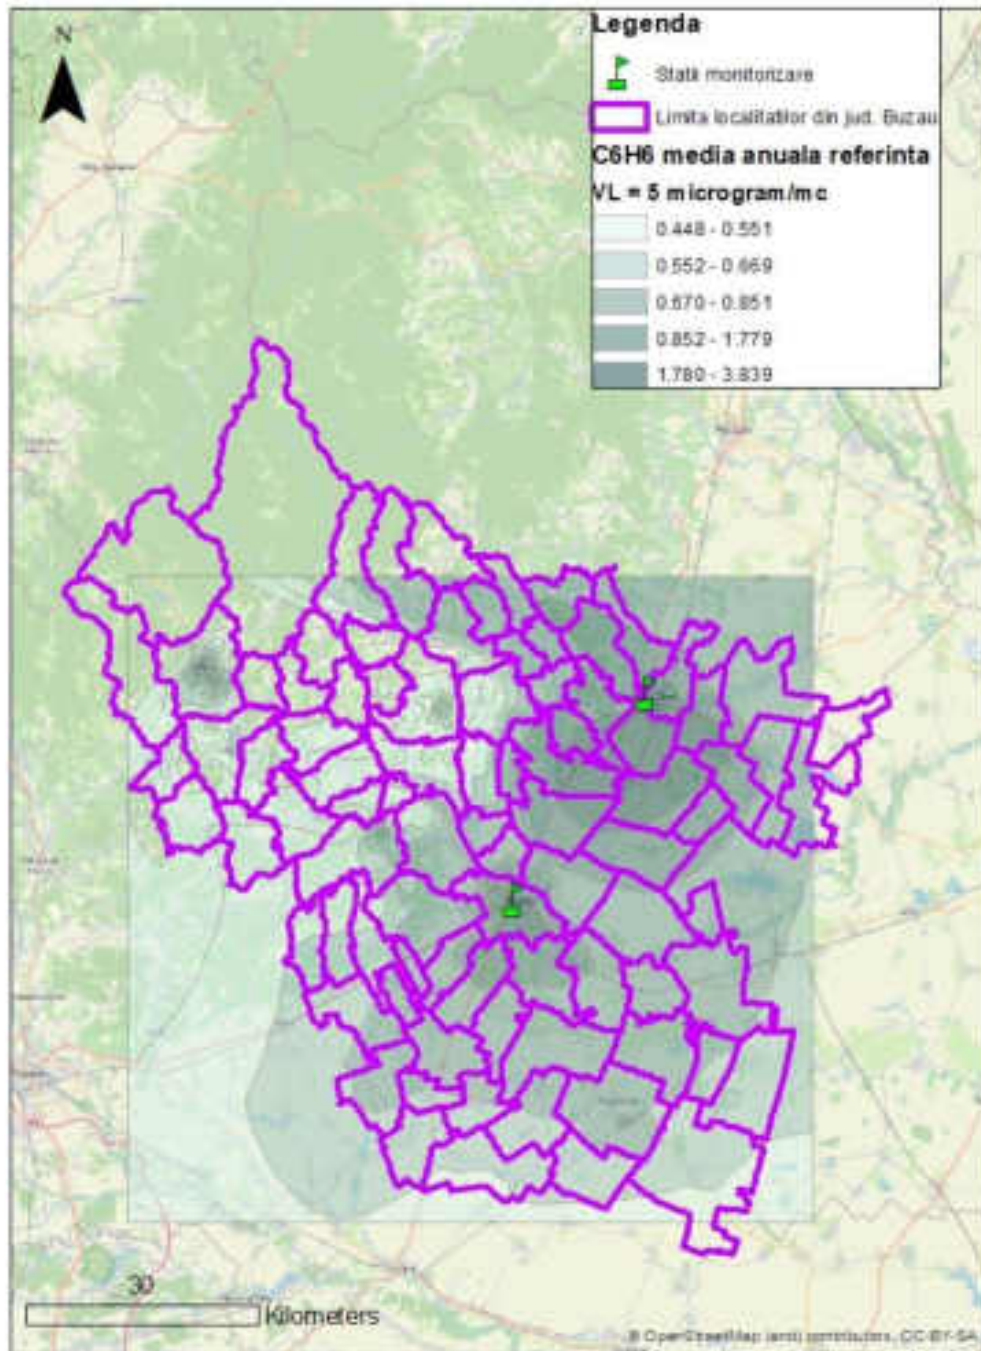 N
Legenda
Statii monitorizare
Limita localitatilor din jud. Buzau
C6H6 media anuala referinta
VL = 5 microgram/mc
0.448 - 0.551
0.552 - 0.669
0.670 - 0.851
0.852 - 1.779
1.780 - 3.839
30
Kilometers
© OpenStreetMap (and) contributors, CC-BY-SA